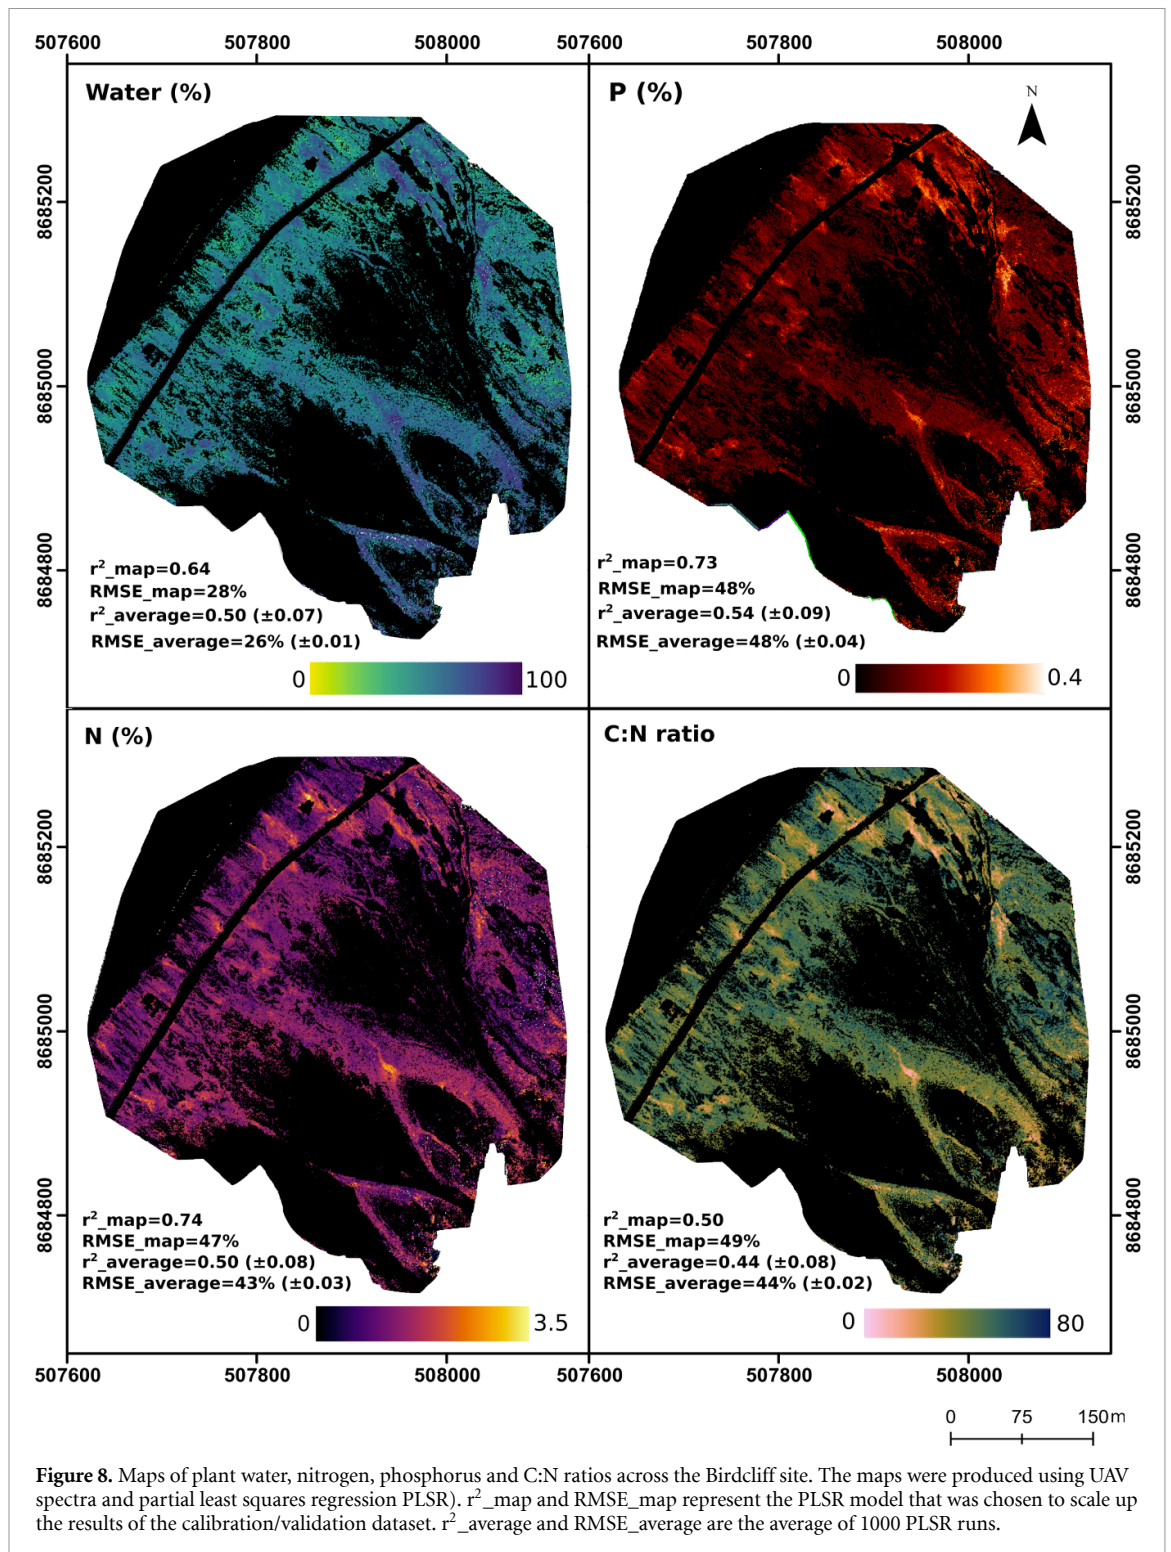 507600 507800 508000 507600 507800 508000
Water (%)
P (%)
N
8685200
8685000
8684800
8685200
8685000
8684800
r²_map=0.64
RMSE_map=28%
r²_average=0.50 (±0.07)
RMSE_average=26% (±0.01)
0 100
r²_map=0.73
RMSE_map=48%
r²_average=0.54 (±0.09)
RMSE_average=48% (±0.04)
0 0.4
N (%)
C:N ratio
8685200
8685000
8684800
8685200
8685000
8684800
r²_map=0.74
RMSE_map=47%
r²_average=0.50 (±0.08)
RMSE_average=43% (±0.03)
0 3.5
r²_map=0.50
RMSE_map=49%
r²_average=0.44 (±0.08)
RMSE_average=44% (±0.02)
0 80
507600 507800 508000 507600 507800 508000
0 75 150m
Figure 8. Maps of plant water, nitrogen, phosphorus and C:N ratios across the Birdcliff site. The maps were produced using UAV
spectra and partial least squares regression PLSR). r²_map and RMSE_map represent the PLSR model that was chosen to scale up
the results of the calibration/validation dataset. r²_average and RMSE_average are the average of 1000 PLSR runs.